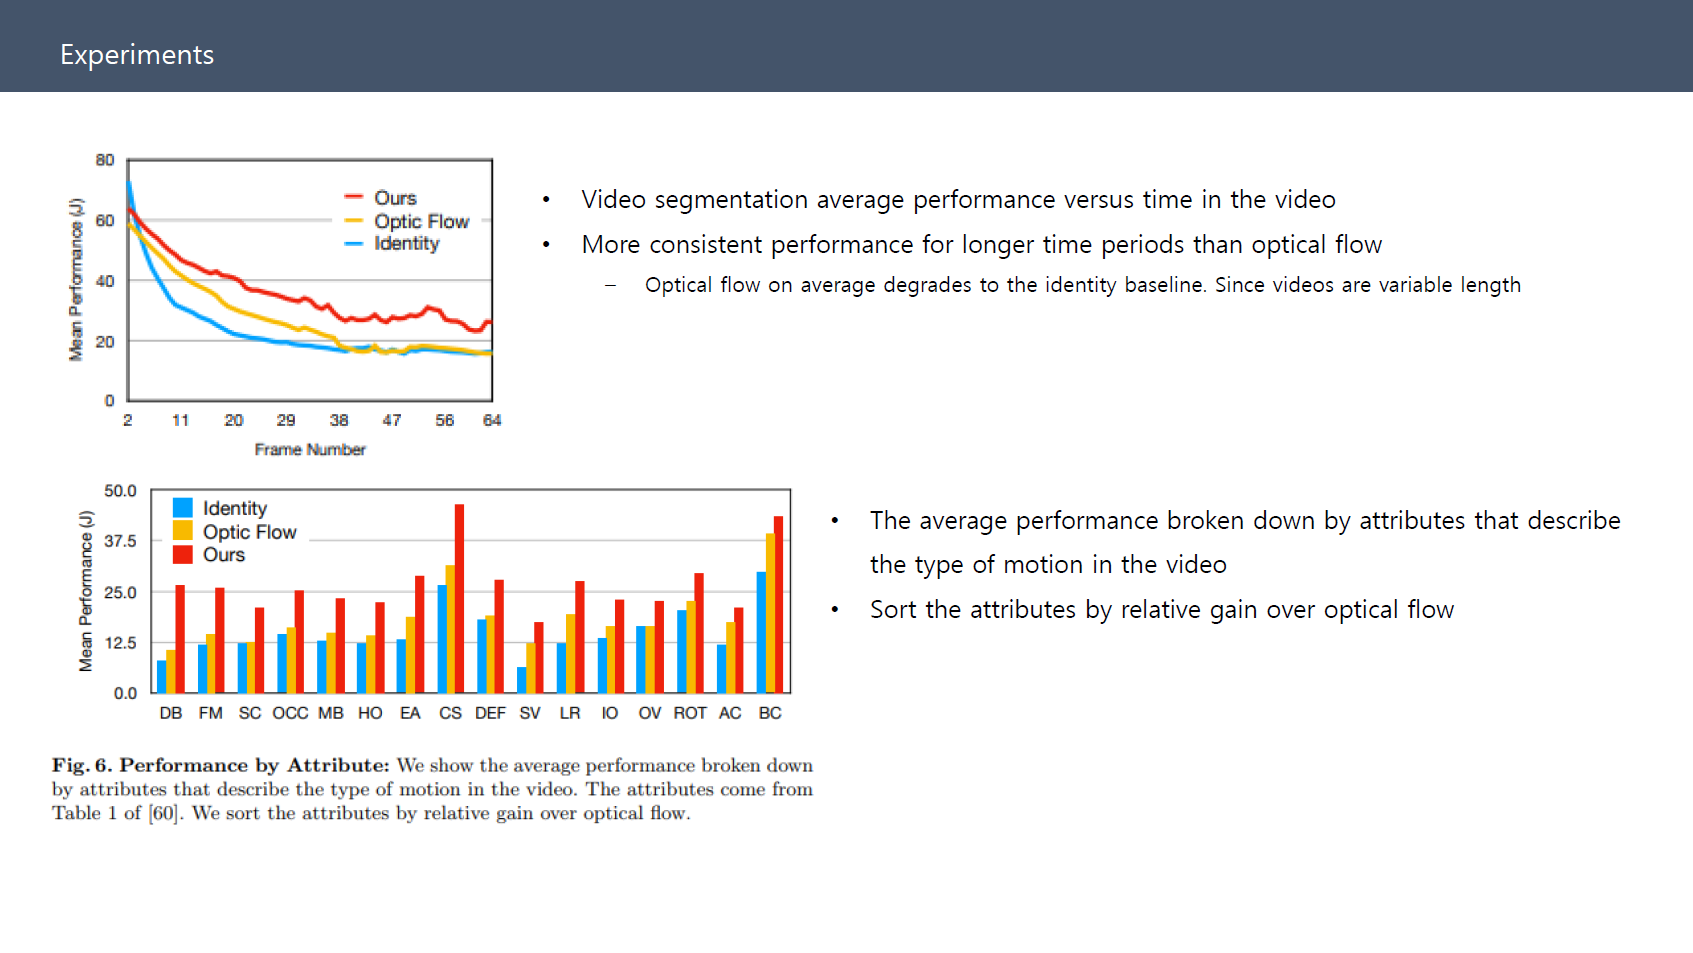 Experiments
80
60
40
20
0
Mean Performance (J)
Ours
Optic Flow
Identity
2 11 20 29 38 47 56 64
Frame Number
• Video segmentation average performance versus time in the video
• More consistent performance for longer time periods than optical flow
– Optical flow on average degrades to the identity baseline. Since videos are variable length
50.0
37.5
25.0
12.5
0.0
Mean Performance (J)
Identity
Optic Flow
Ours
DB FM SC OCC MB HO EA CS DEF SV LR IO OV ROT AC BC
• The average performance broken down by attributes that describe
the type of motion in the video
• Sort the attributes by relative gain over optical flow
Fig. 6. Performance by Attribute: We show the average performance broken down
by attributes that describe the type of motion in the video. The attributes come from
Table 1 of [60]. We sort the attributes by relative gain over optical flow.